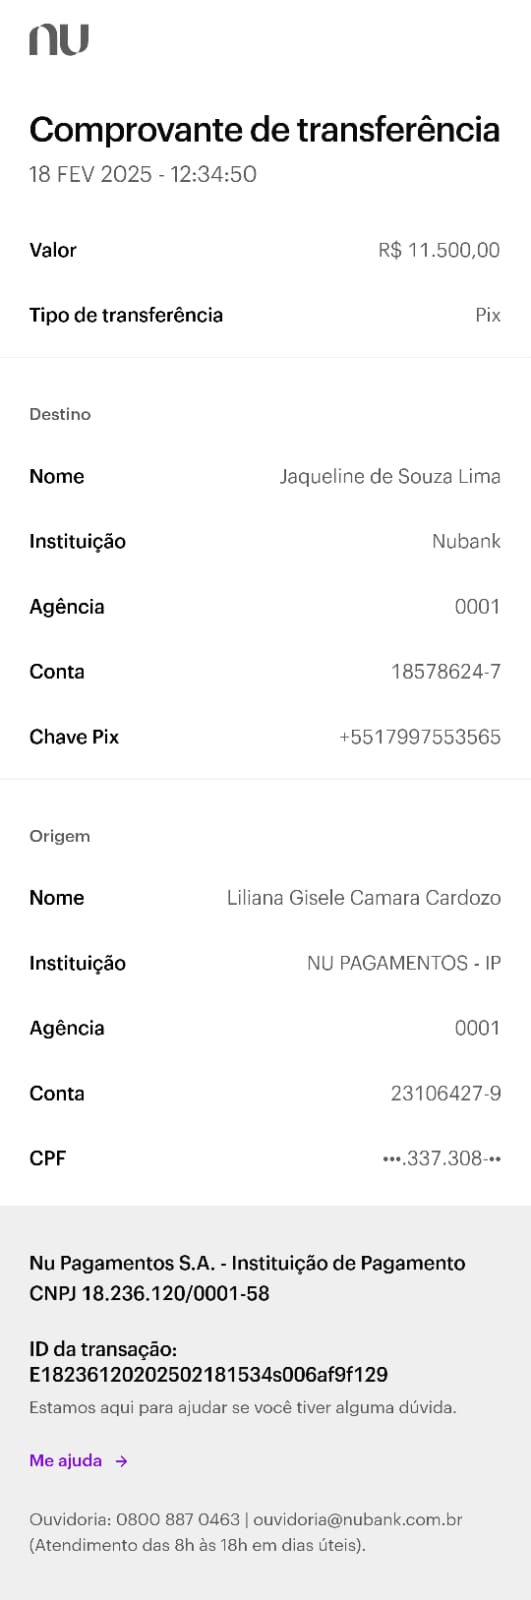 nu
Comprovante de transferência
18 FEV 2025 - 12:34:50
Valor R$ 11.500,00
Tipo de transferência Pix
Destino
Nome Jaqueline de Souza Lima
Instituição Nubank
Agência 0001
Conta 18578624-7
Chave Pix +5517997553565
Origem
Nome Liliana Gisele Camara Cardozo
Instituição NU PAGAMENTOS - IP
Agência 0001
Conta 23106427-9
CPF •••.337.308-••
Nu Pagamentos S.A. - Instituição de Pagamento
CNPJ 18.236.120/0001-58
ID da transação:
E18236120202502181534s006af9f129
Estamos aqui para ajudar se você tiver alguma dúvida.
Me ajuda →
Ouvidoria: 0800 887 0463 | ouvidoria@nubank.com.br
(Atendimento das 8h às 18h em dias úteis).